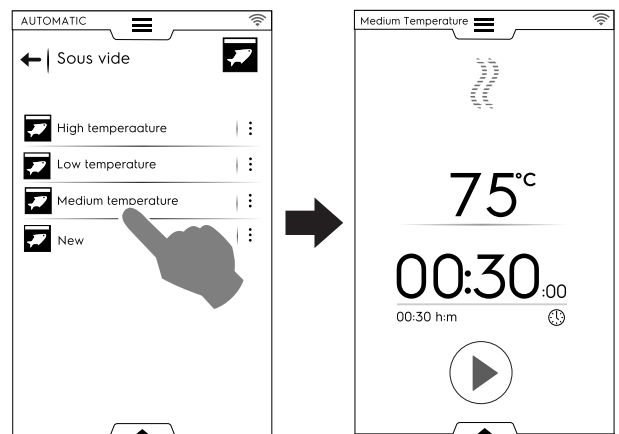 AUTOMATIC
Sous vide
High temperaature
Low temperature
Medium temperature
New
Medium Temperature
75°C
00:30:00
00:30 h:m